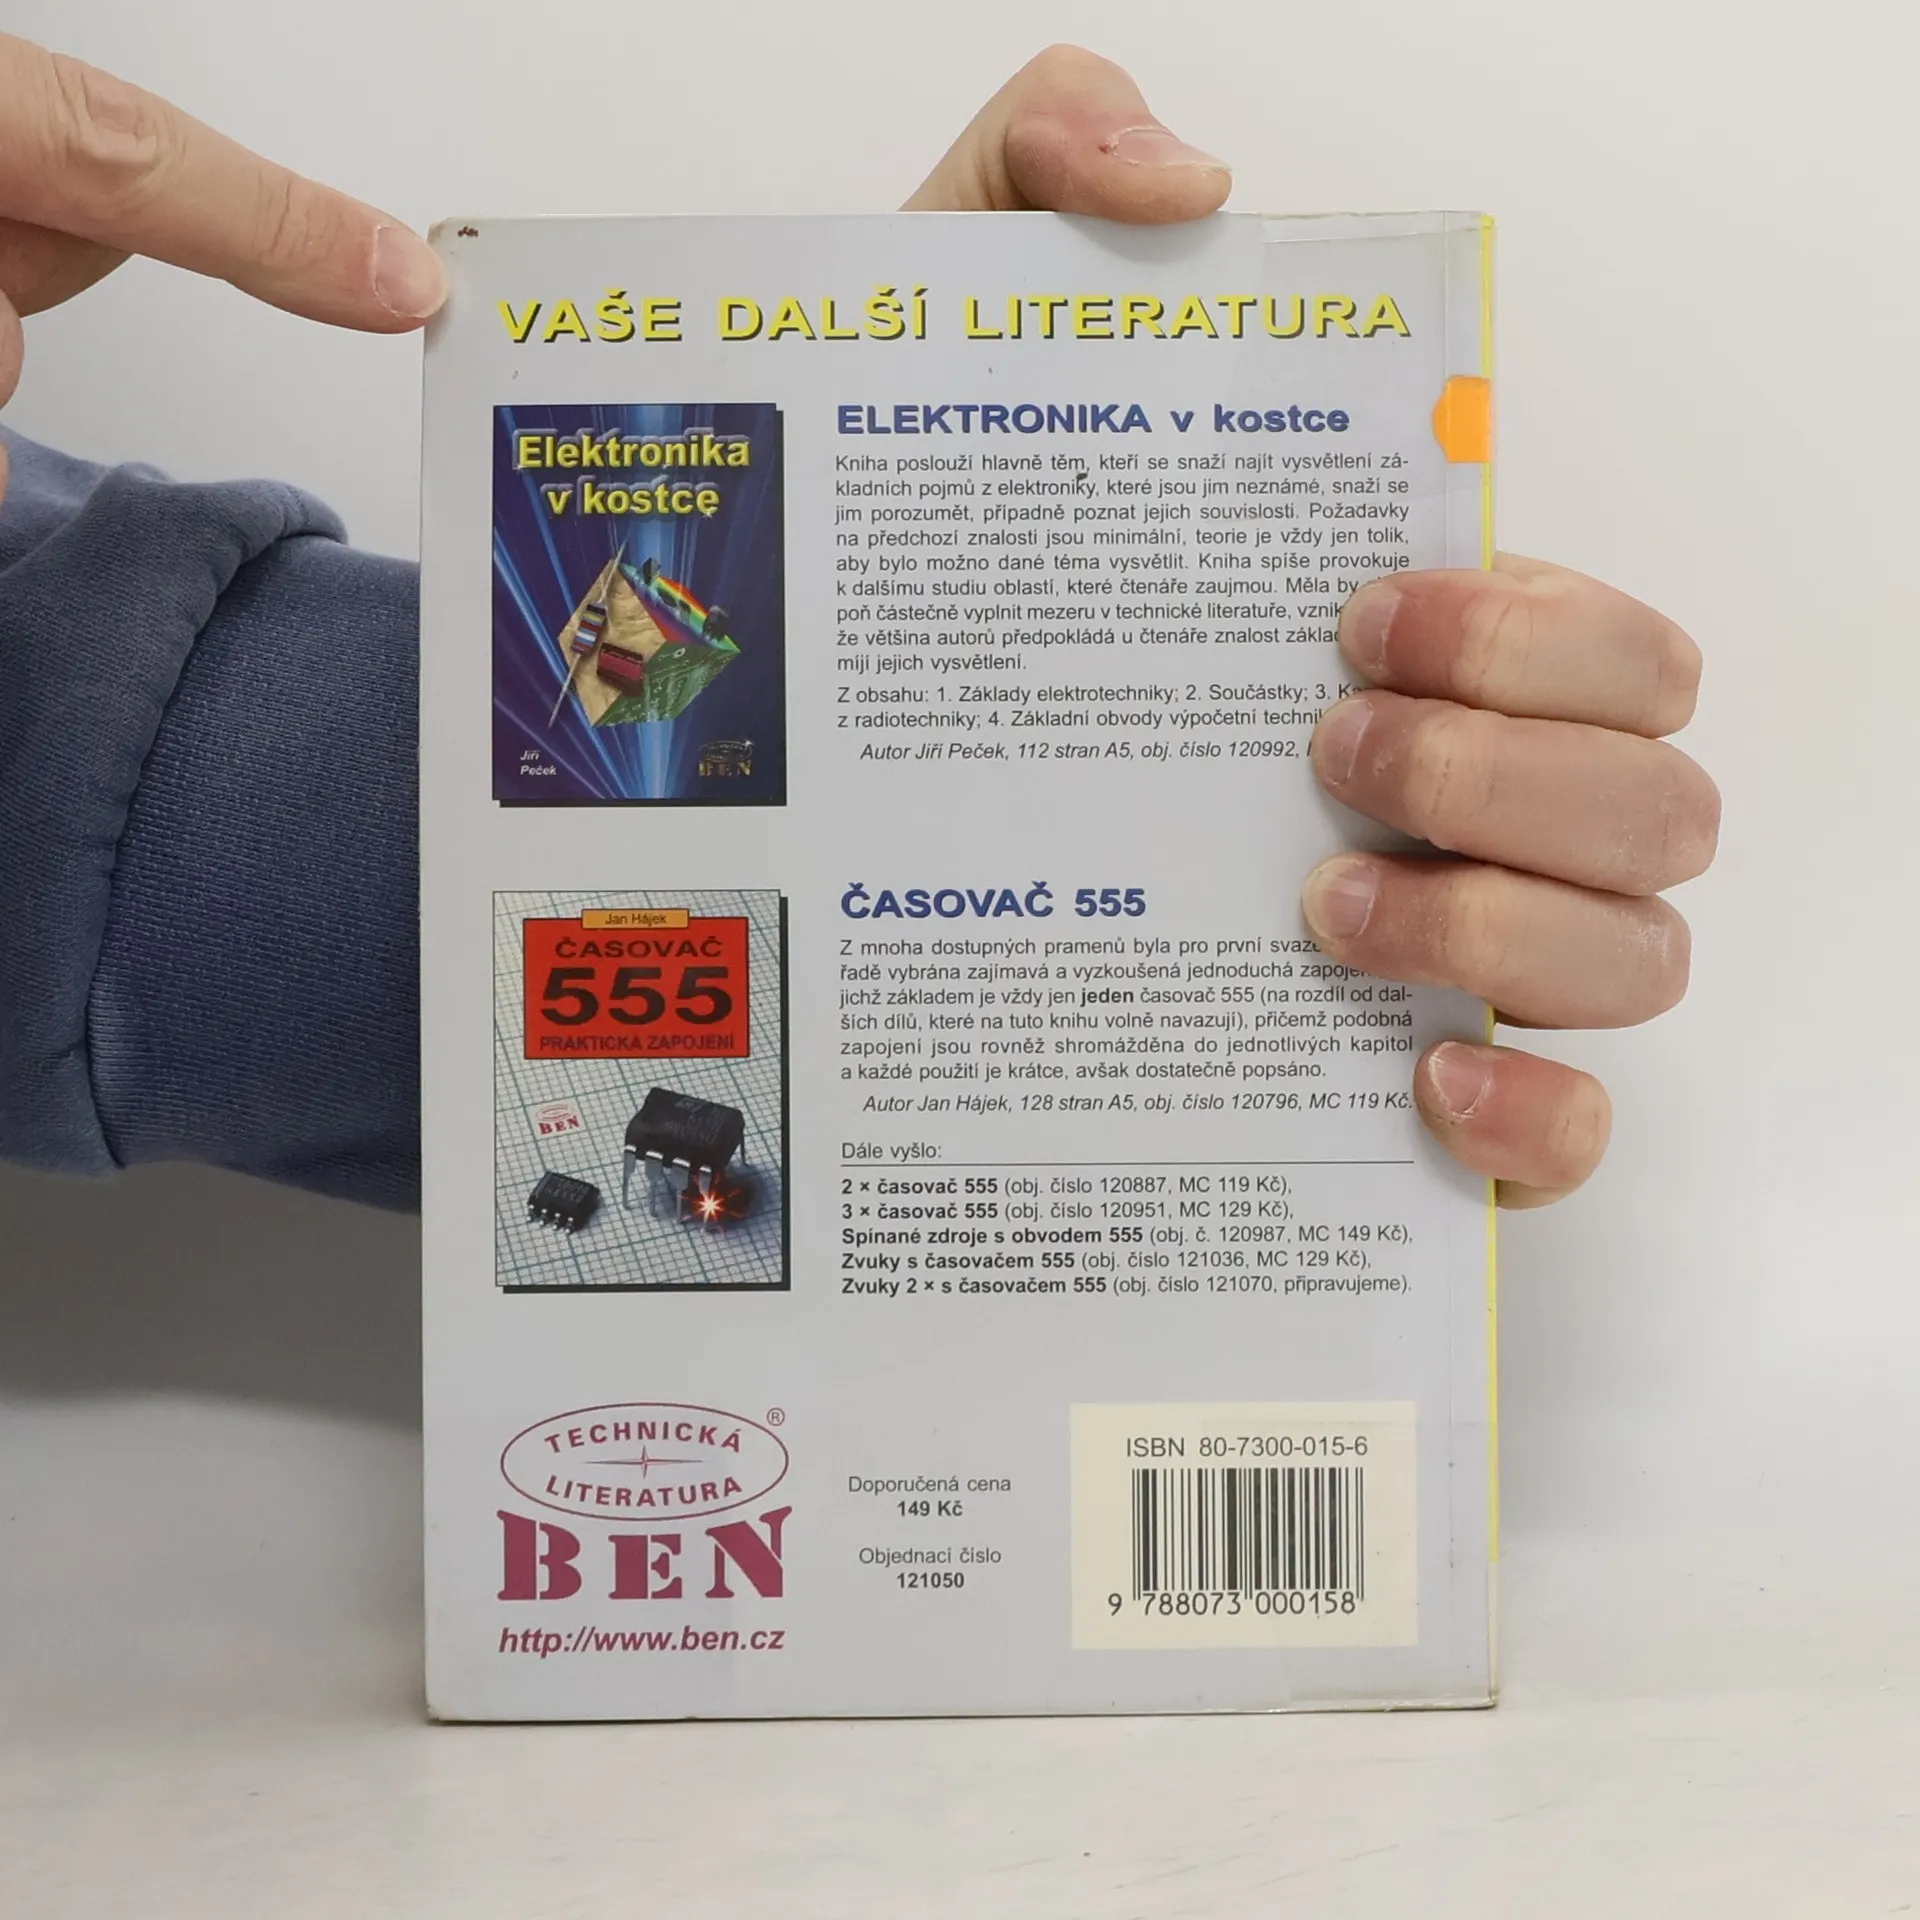 VAŠE DALŠÍ LITERATURA
Elektronika
v kostce
Jiří
Peček
BEN
ELEKTRONIKA v kostce
Kniha poslouží hlavně těm, kteří se snaží najít vysvětlení zá-
kladních pojmů z elektroniky, které jsou jim neznámé, snaží se
jim porozumět, případně poznat jejich souvislosti. Požadavky
na předchozí znalosti jsou minimální, teorie je vždy jen tolik,
aby bylo možno dané téma vysvětlit. Kniha spíše provokuje
k dalšímu studiu oblastí, které čtenáře zaujmou. Měla by
poň částečně vyplnit mezeru v technické literatuře,
že většina autorů předpokládá u čtenáře znalost
míjí jejich vysvětlení.
Z obsahu: 1. Základy elektrotechniky; 2. Součástky; 3.
z radiotechniky; 4. Základní obvody výpočetní
Autor Jiří Peček, 112 stran A5, obj. číslo 120992,
Jan Hájek
ČASOVAČ
555
PRAKTICKÁ ZAPOJENÍ
BEN
ČASOVAČ 555
Z mnoha dostupných pramenů byla pro první
řadě vybrána zajímavá a vyzkoušená jednoduchá
jichž základem je vždy jen jeden časovač 555 (na rozdíl od dal-
ších dílů, které na tuto knihu volně navazují), přičemž podobná
zapojení jsou rovněž shromážděna do jednotlivých kapitol
a každé použití je krátce, avšak dostatečně popsáno.
Autor Jan Hájek, 128 stran A5, obj. číslo 120796, MC 119 Kč.
Dále vyšlo:
2 × časovač 555 (obj. číslo 120887, MC 119 Kč),
3 × časovač 555 (obj. číslo 120951, MC 129 Kč),
Spínané zdroje s obvodem 555 (obj. č. 120987, MC 149 Kč),
Zvuky s časovačem 555 (obj. číslo 121036, MC 129 Kč),
Zvuky 2 × s časovačem 555 (obj. číslo 121070, připravujeme).
TECHNICKÁ ®
LITERATURA
BEN
http://www.ben.cz
Doporučená cena
149 Kč
Objednací číslo
121050
ISBN 80-7300-015-6
9 788073 000158